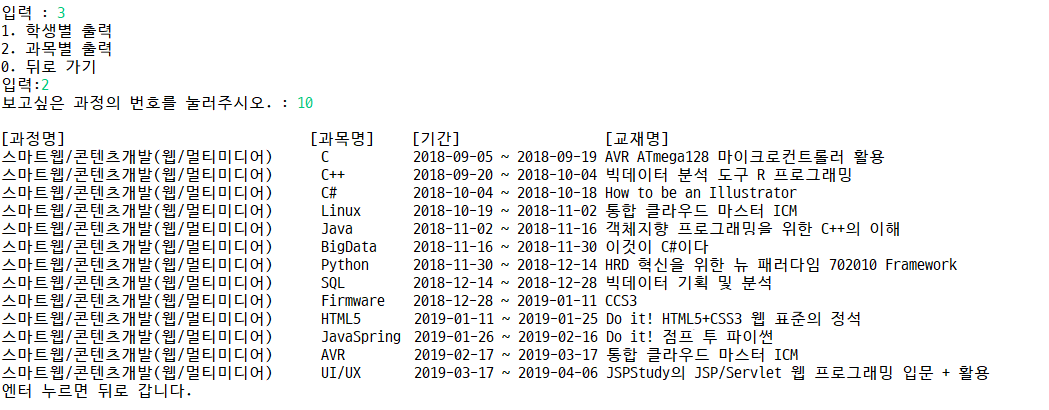 입력 : 3
1. 학생별 출력
2. 과목별 출력
0. 뒤로 가기
입력:2
보고싶은 과정의 번호를 눌러주시오. : 10
[과정명] [과목명] [기간] [교재명]
스마트웹/콘텐츠개발(웹/멀티미디어) C 2018-09-05 ~ 2018-09-19 AVR ATmega128 마이크로컨트롤러 활용
스마트웹/콘텐츠개발(웹/멀티미디어) C++ 2018-09-20 ~ 2018-10-04 빅데이터 분석 도구 R 프로그래밍
스마트웹/콘텐츠개발(웹/멀티미디어) C# 2018-10-04 ~ 2018-10-18 How to be an Illustrator
스마트웹/콘텐츠개발(웹/멀티미디어) Linux 2018-10-19 ~ 2018-11-02 통합 클라우드 마스터 ICM
스마트웹/콘텐츠개발(웹/멀티미디어) Java 2018-11-02 ~ 2018-11-16 객체지향 프로그래밍을 위한 C++의 이해
스마트웹/콘텐츠개발(웹/멀티미디어) BigData 2018-11-16 ~ 2018-11-30 이것이 C#이다
스마트웹/콘텐츠개발(웹/멀티미디어) Python 2018-11-30 ~ 2018-12-14 HRD 혁신을 위한 뉴 패러다임 702010 Framework
스마트웹/콘텐츠개발(웹/멀티미디어) SQL 2018-12-14 ~ 2018-12-28 빅데이터 기획 및 분석
스마트웹/콘텐츠개발(웹/멀티미디어) Firmware 2018-12-28 ~ 2019-01-11 CCS3
스마트웹/콘텐츠개발(웹/멀티미디어) HTML5 2019-01-11 ~ 2019-01-25 Do it! HTML5+CSS3 웹 표준의 정석
스마트웹/콘텐츠개발(웹/멀티미디어) JavaSpring 2019-01-26 ~ 2019-02-16 Do it! 점프 투 파이썬
스마트웹/콘텐츠개발(웹/멀티미디어) AVR 2019-02-17 ~ 2019-03-17 통합 클라우드 마스터 ICM
스마트웹/콘텐츠개발(웹/멀티미디어) UI/UX 2019-03-17 ~ 2019-04-06 JSPStudy의 JSP/Servlet 웹 프로그래밍 입문 + 활용
엔터 누르면 뒤로 갑니다.